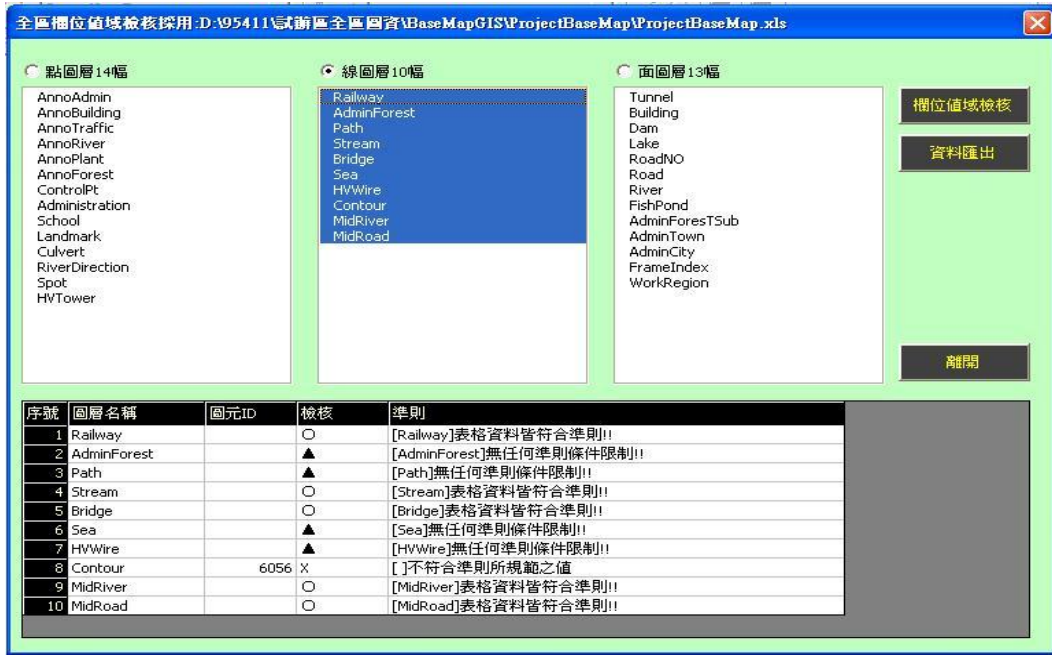 全區欄位值域檢核採用:D:\95411\試辦區全區圖資\BaseMapGIS\ProjectBaseMap\ProjectBaseMap.xls
點圖層14幅
AnnoAdmin
AnnoBuilding
AnnoTraffic
AnnoRiver
AnnoPlant
AnnoForest
ControlPt
Administration
School
Landmark
Culvert
RiverDirection
Spot
HVTower
線圖層10幅
Railway
AdminForest
Path
Stream
Bridge
Sea
HVWire
Contour
MidRiver
MidRoad
面圖層13幅
Tunnel
Building
Dam
Lake
RoadNO
Road
River
FishPond
AdminForesTSub
AdminTown
AdminCity
FrameIndex
WorkRegion
欄位值域檢核
資料匯出
離開
序號 圖層名稱 圖元ID 檢核 準則
1 Railway ○ [Railway]表格資料皆符合準則!!
2 AdminForest ▲ [AdminForest]無任何準則條件限制!!
3 Path ▲ [Path]無任何準則條件限制!!
4 Stream ○ [Stream]表格資料皆符合準則!!
5 Bridge ○ [Bridge]表格資料皆符合準則!!
6 Sea ▲ [Sea]無任何準則條件限制!!
7 HVWire ▲ [HVWire]無任何準則條件限制!!
8 Contour 6056 X [ ]不符合準則所規範之值
9 MidRiver ○ [MidRiver]表格資料皆符合準則!!
10 MidRoad ○ [MidRoad]表格資料皆符合準則!!